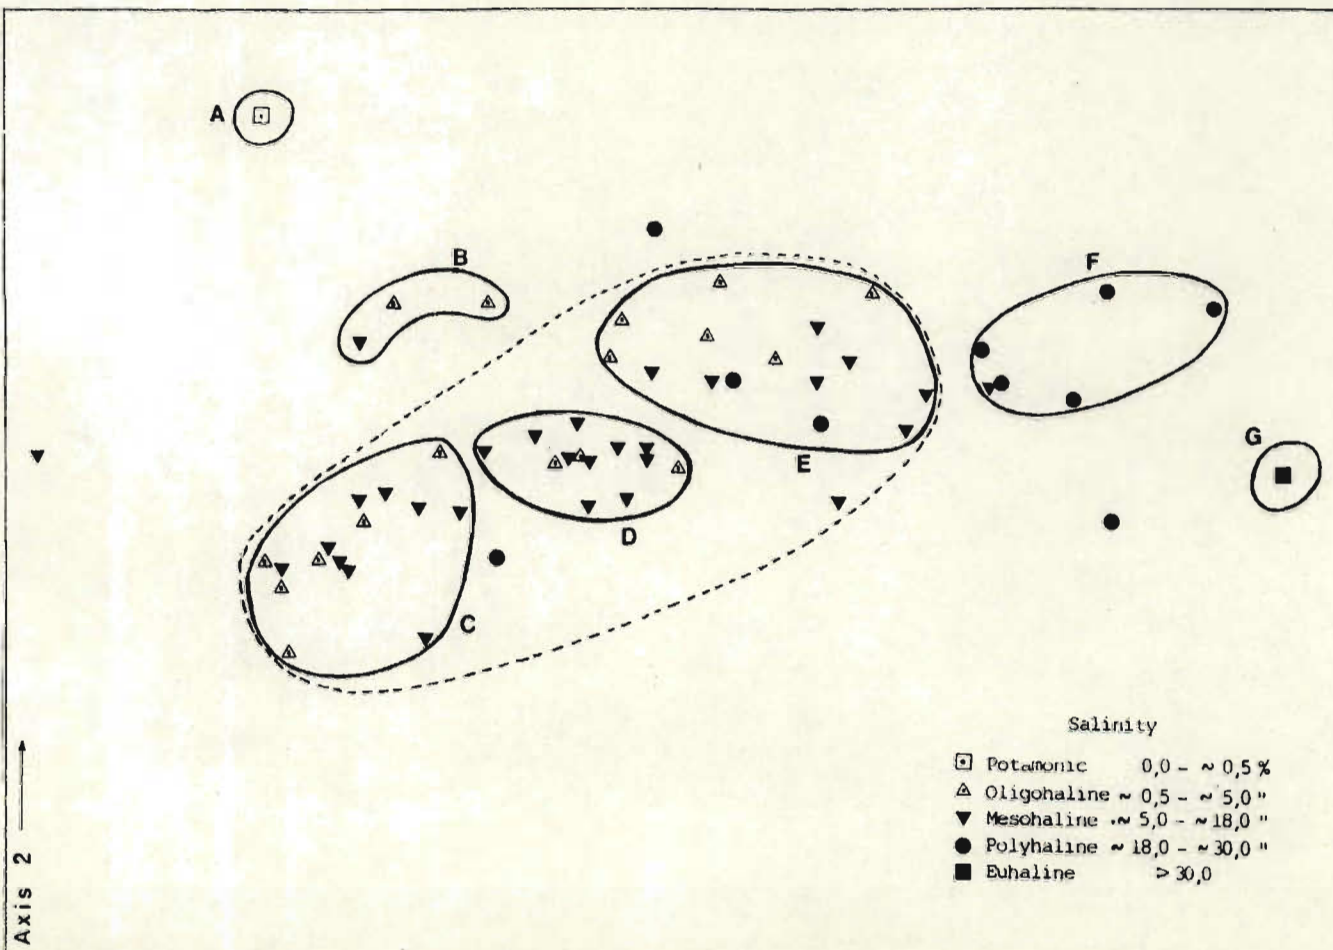 A
B
F
G
E
D
C
Salinity
Potamonic 0,0 - ~ 0,5 %
Oligohaline ~ 0,5 - ~ 5,0 "
Mesohaline ~ 5,0 - ~ 18,0 "
Polyhaline ~ 18,0 - ~ 30,0 "
Euhaline > 30,0
Axis 2